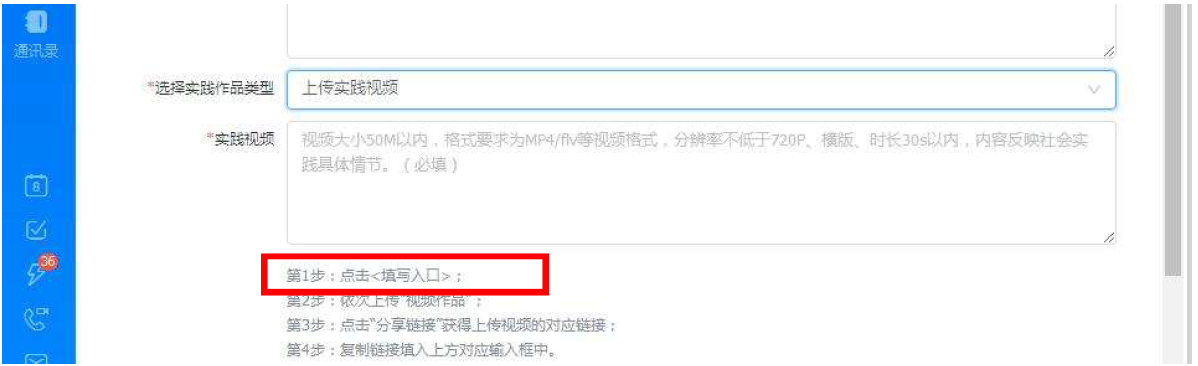 通讯录
*选择实践作品类型 上传实践视频
*实践视频 视频大小50M以内，格式要求为MP4/flv等视频格式，分辨率不低于720P、横版、时长30s以内，内容反映社会实
践具体情节。（必填）
8
36
第1步：点击<填写入口>；
第2步：依次上传“视频作品”；
第3步：点击“分享链接”获得上传视频的对应链接；
第4步：复制链接填入上方对应输入框中。